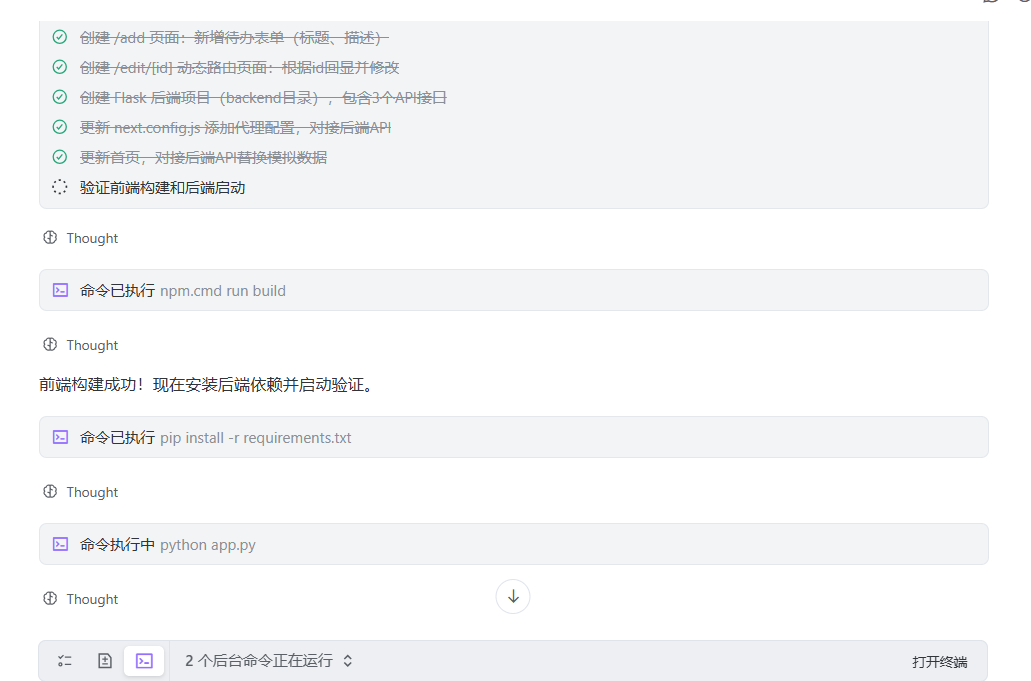 创建 /add 页面：新增待办表单（标题、描述）
创建 /edit/[id] 动态路由页面：根据id回显并修改
创建 Flask 后端项目（backend目录），包含3个API接口
更新 next.config.js 添加代理配置，对接后端API
更新首页，对接后端API替换模拟数据
验证前端构建和后端启动
Thought
命令已执行 npm.cmd run build
Thought
前端构建成功！现在安装后端依赖并启动验证。
命令已执行 pip install -r requirements.txt
Thought
命令执行中 python app.py
Thought
2 个后台命令正在运行
打开终端